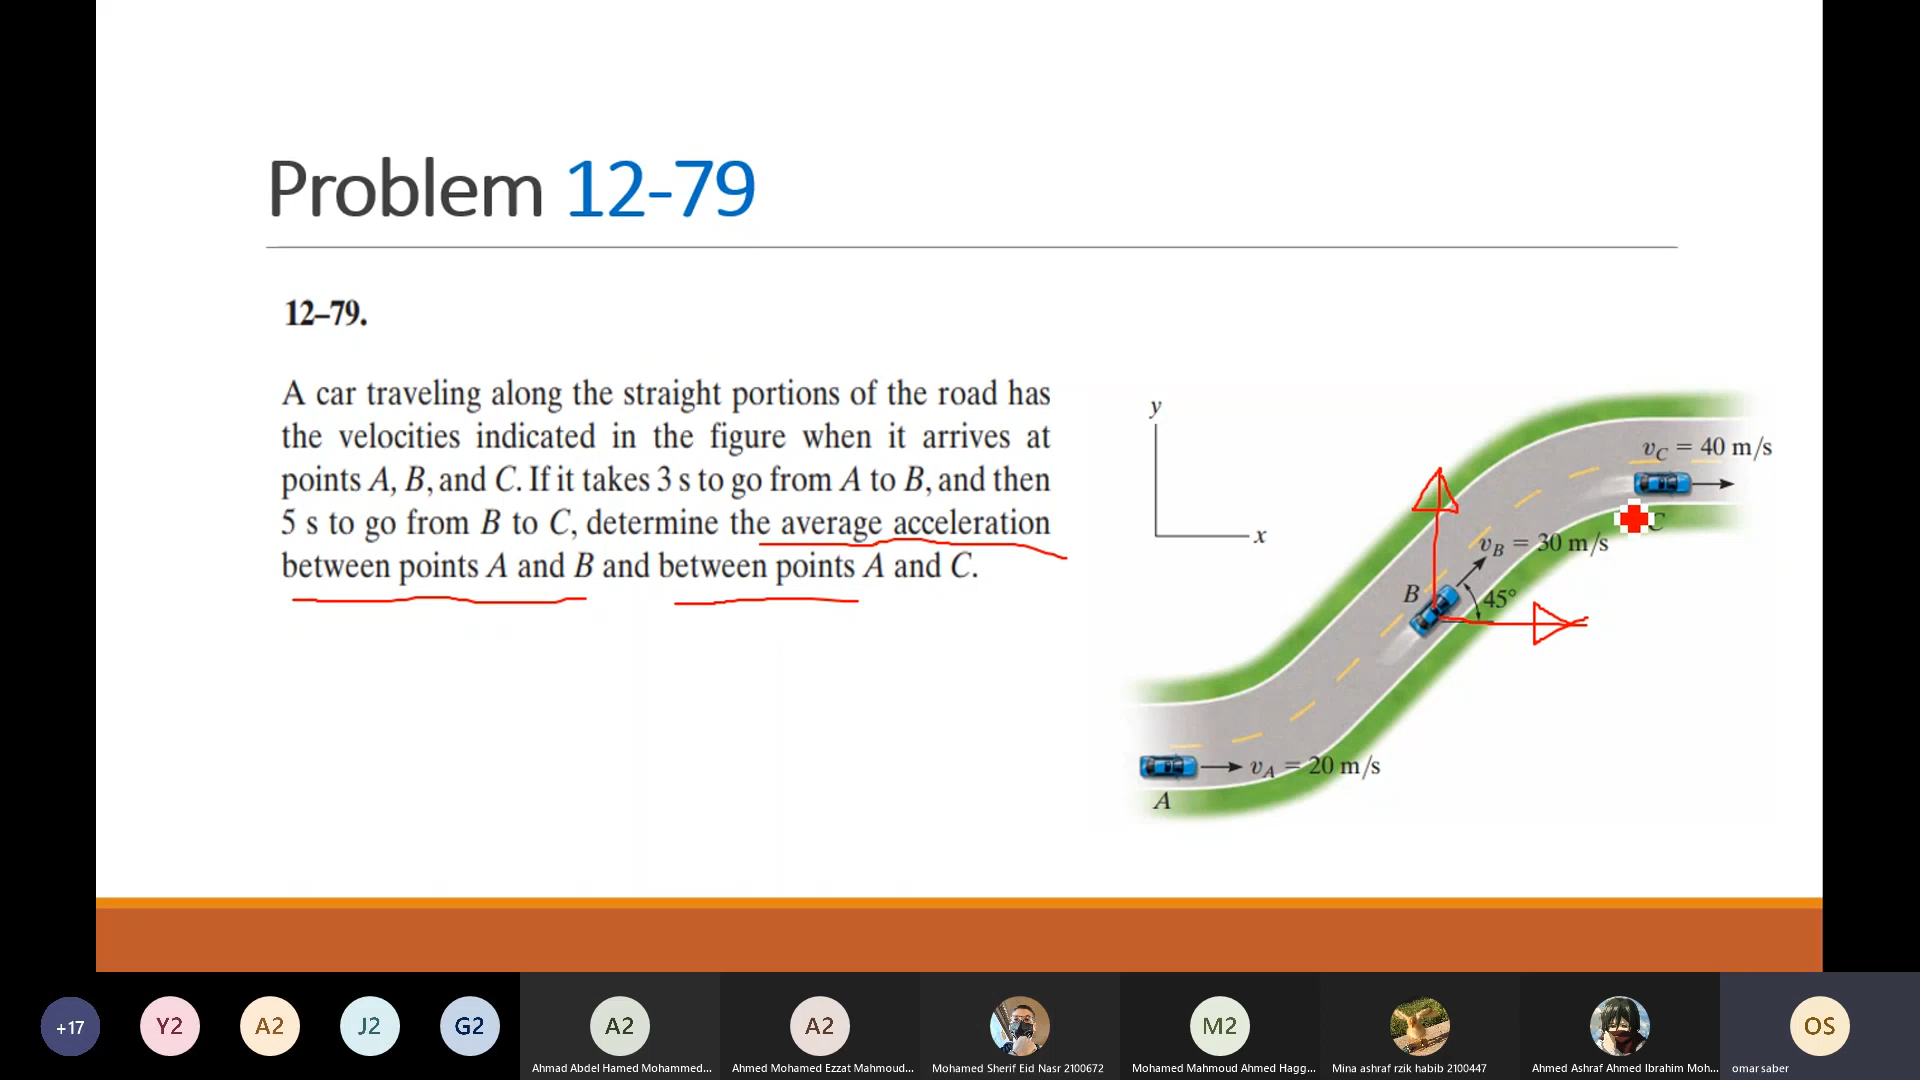 Problem 12-79
12–79.
A car traveling along the straight portions of the road has
the velocities indicated in the figure when it arrives at
points A, B, and C. If it takes 3 s to go from A to B, and then
5 s to go from B to C, determine the average acceleration
between points A and B and between points A and C.
y
x
vC = 40 m/s
C
vB = 30 m/s
B
45°
vA = 20 m/s
A
+17
Y2
A2
J2
G2
A2
A2
M2
OS
Ahmad Abdel Hamed Mohammed...
Ahmed Mohamed Ezzat Mahmoud...
Mohamed Sherif Eid Nasr 2100672
Mohamed Mahmoud Ahmed Hagg...
Mina ashraf rzik habib 2100447
Ahmed Ashraf Ahmed Ibrahim Moh...
omar saber